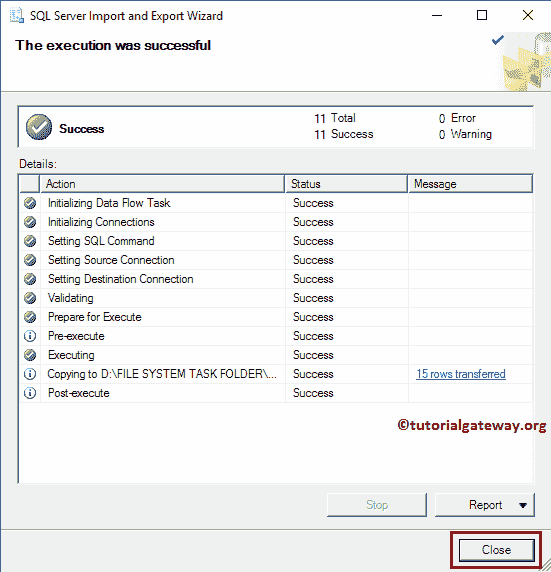 SQL Server Import and Export Wizard
The execution was successful
Success
11 Total 0 Error
11 Success 0 Warning
Details:
Action Status Message
Initializing Data Flow Task Success
Initializing Connections Success
Setting SQL Command Success
Setting Source Connection Success
Setting Destination Connection Success
Validating Success
Prepare for Execute Success
Pre-execute Success
Executing Success
Copying to D:\FILE SYSTEM TASK FOLDER\... Success 15 rows transferred
Post-execute Success
©tutorialgateway.org
Stop Report
Close